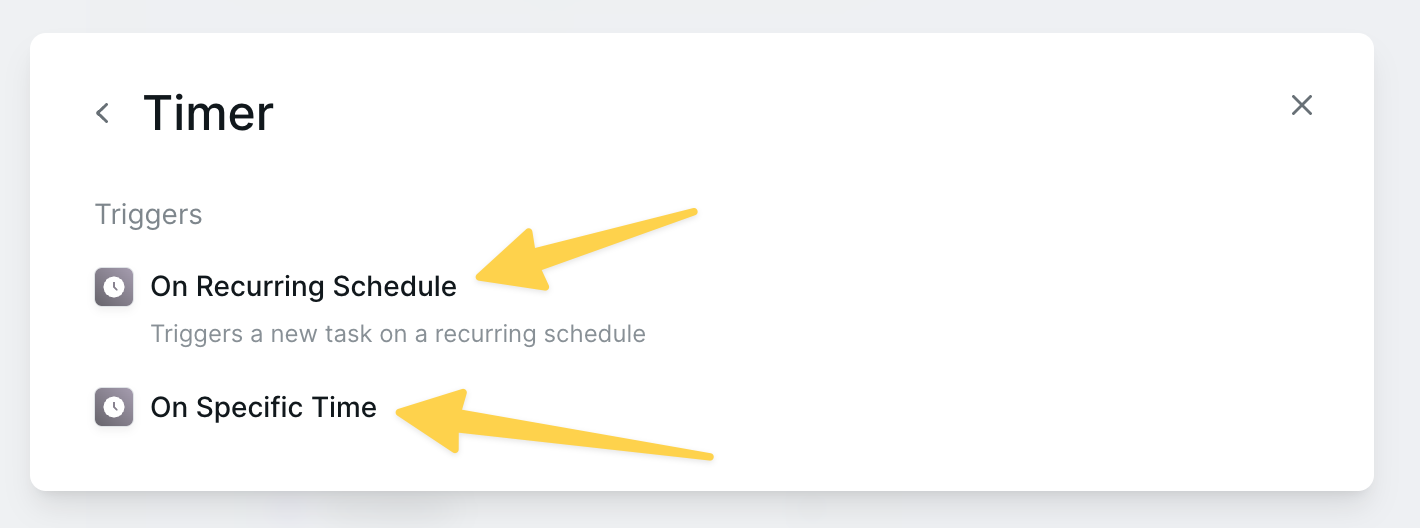 Timer
Triggers
On Recurring Schedule
Triggers a new task on a recurring schedule
On Specific Time